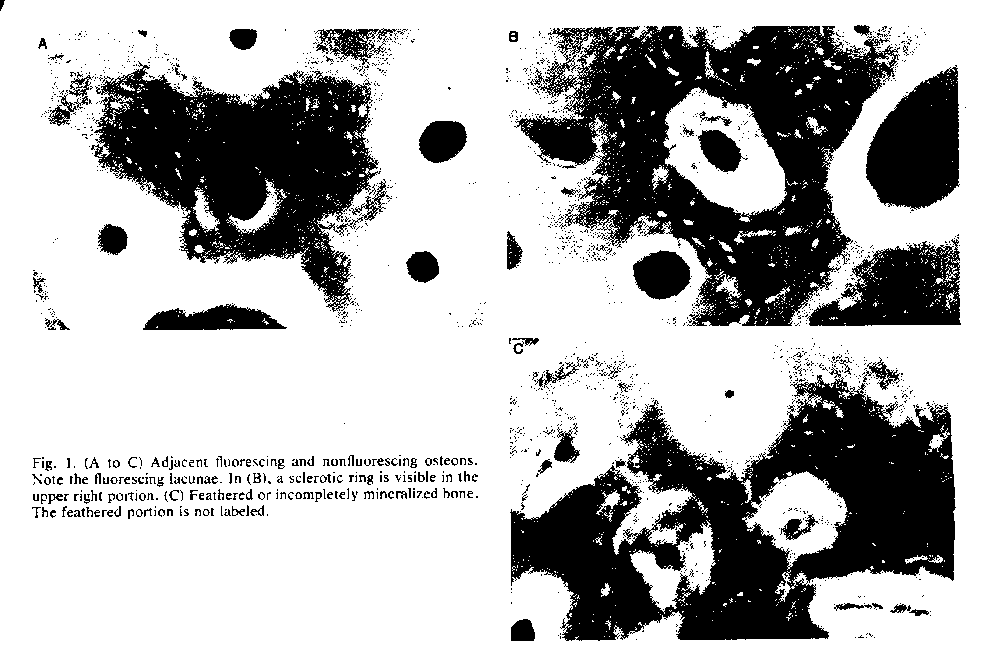 A
B
C
Fig. 1. (A to C) Adjacent fluorescing and nonfluorescing osteons.
Note the fluorescing lacunae. In (B), a sclerotic ring is visible in the
upper right portion. (C) Feathered or incompletely mineralized bone.
The feathered portion is not labeled.